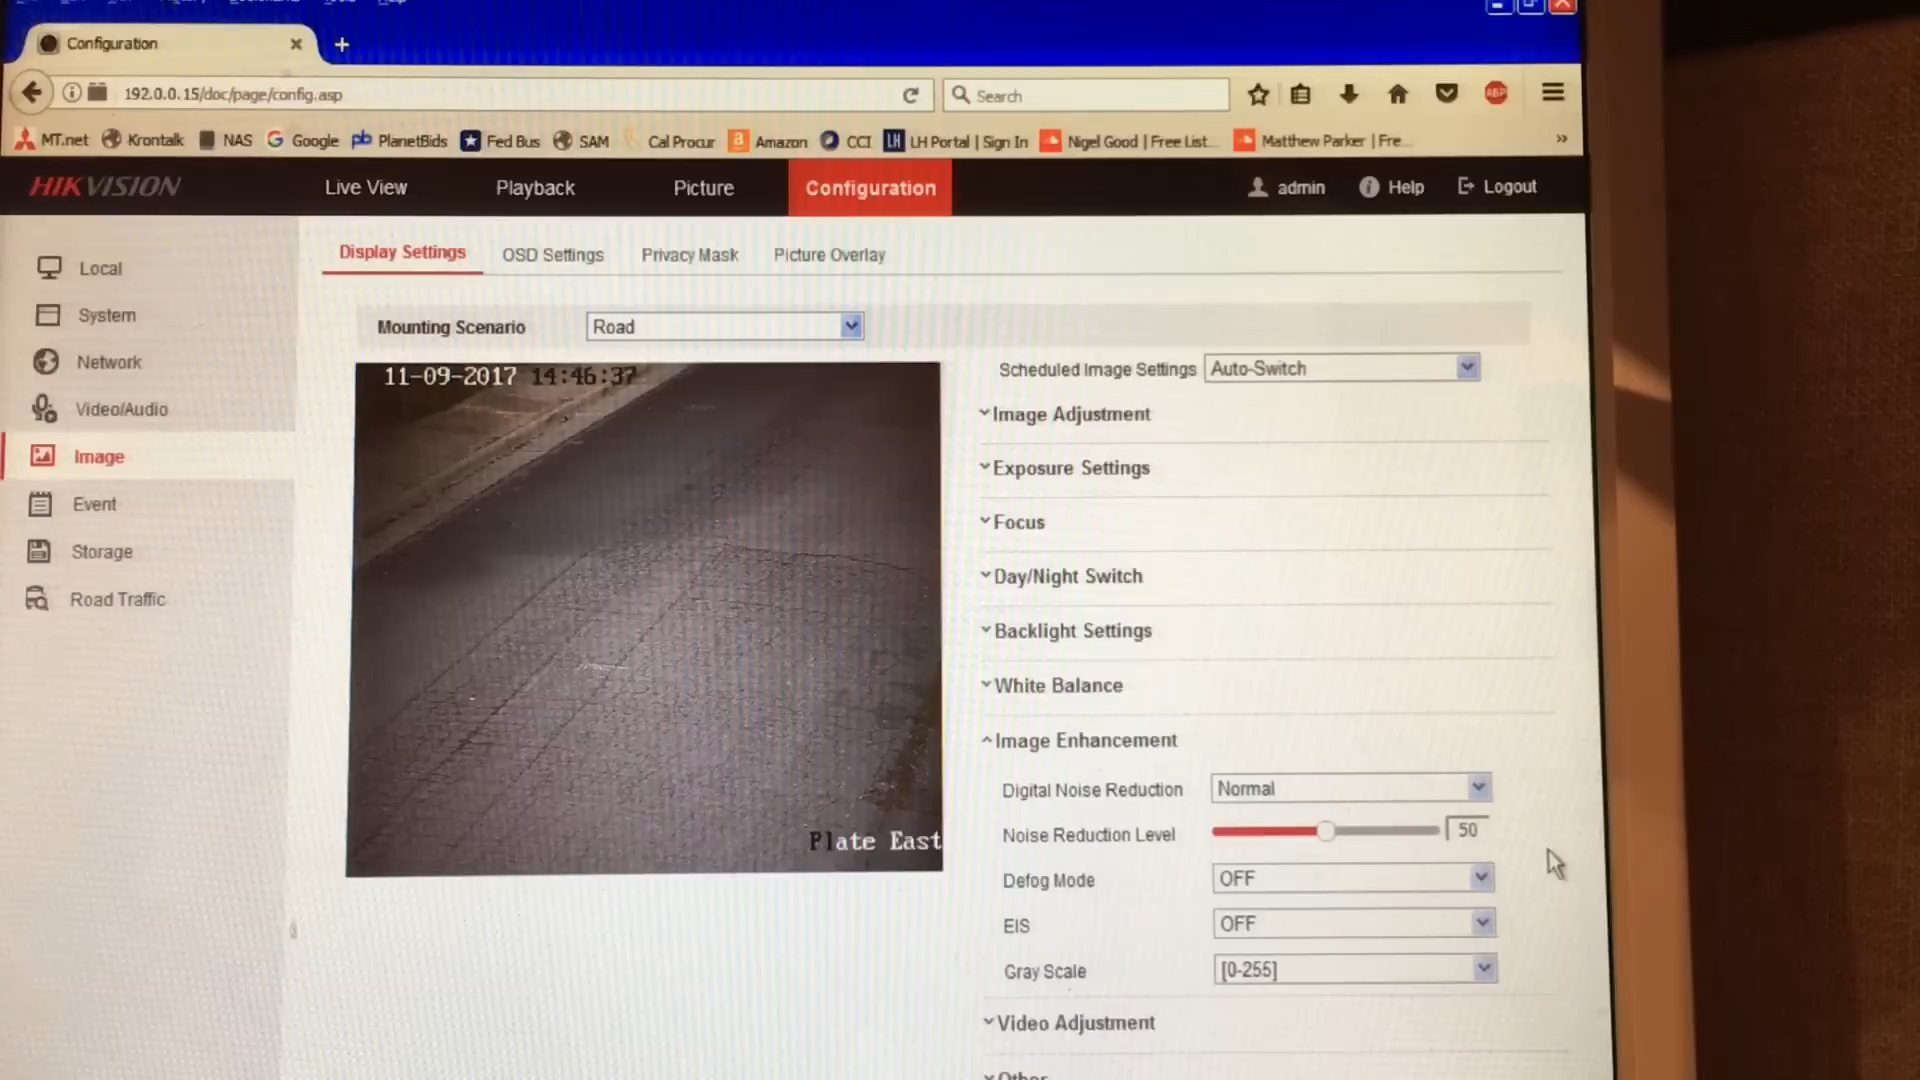 Configuration
192.0.0.15/doc/page/config.asp
Search
MT.net Krontalk NAS Google PlanetBids Fed Bus SAM Cal Procur Amazon CCI LH Portal | Sign In Nigel Good | Free List... Matthew Parker | Fre... »
HIKVISION Live View Playback Picture Configuration admin Help Logout
Display Settings OSD Settings Privacy Mask Picture Overlay
Local
System
Network
Video/Audio
Image
Event
Storage
Road Traffic
Mounting Scenario Road
11-09-2017 14:46:37
Plate East
Scheduled Image Settings Auto-Switch
Image Adjustment
Exposure Settings
Focus
Day/Night Switch
Backlight Settings
White Balance
Image Enhancement
Digital Noise Reduction Normal
Noise Reduction Level 50
Defog Mode OFF
EIS OFF
Gray Scale [0-255]
Video Adjustment
Other